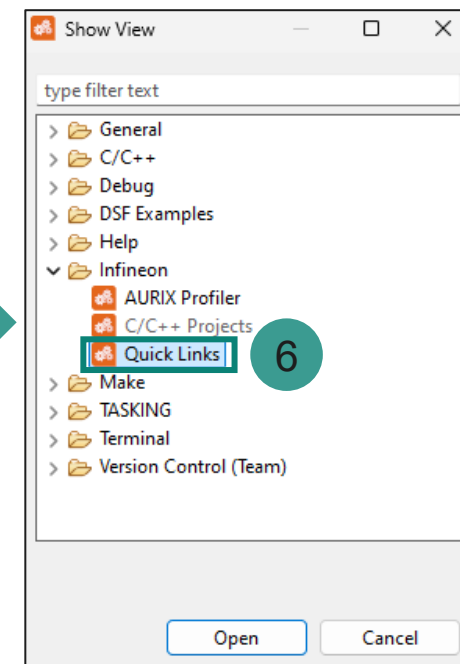 Show View
type filter text
General
C/C++
Debug
DSF Examples
Help
Infineon
AURIX Profiler
C/C++ Projects
Quick Links
6
Make
TASKING
Terminal
Version Control (Team)
Open Cancel